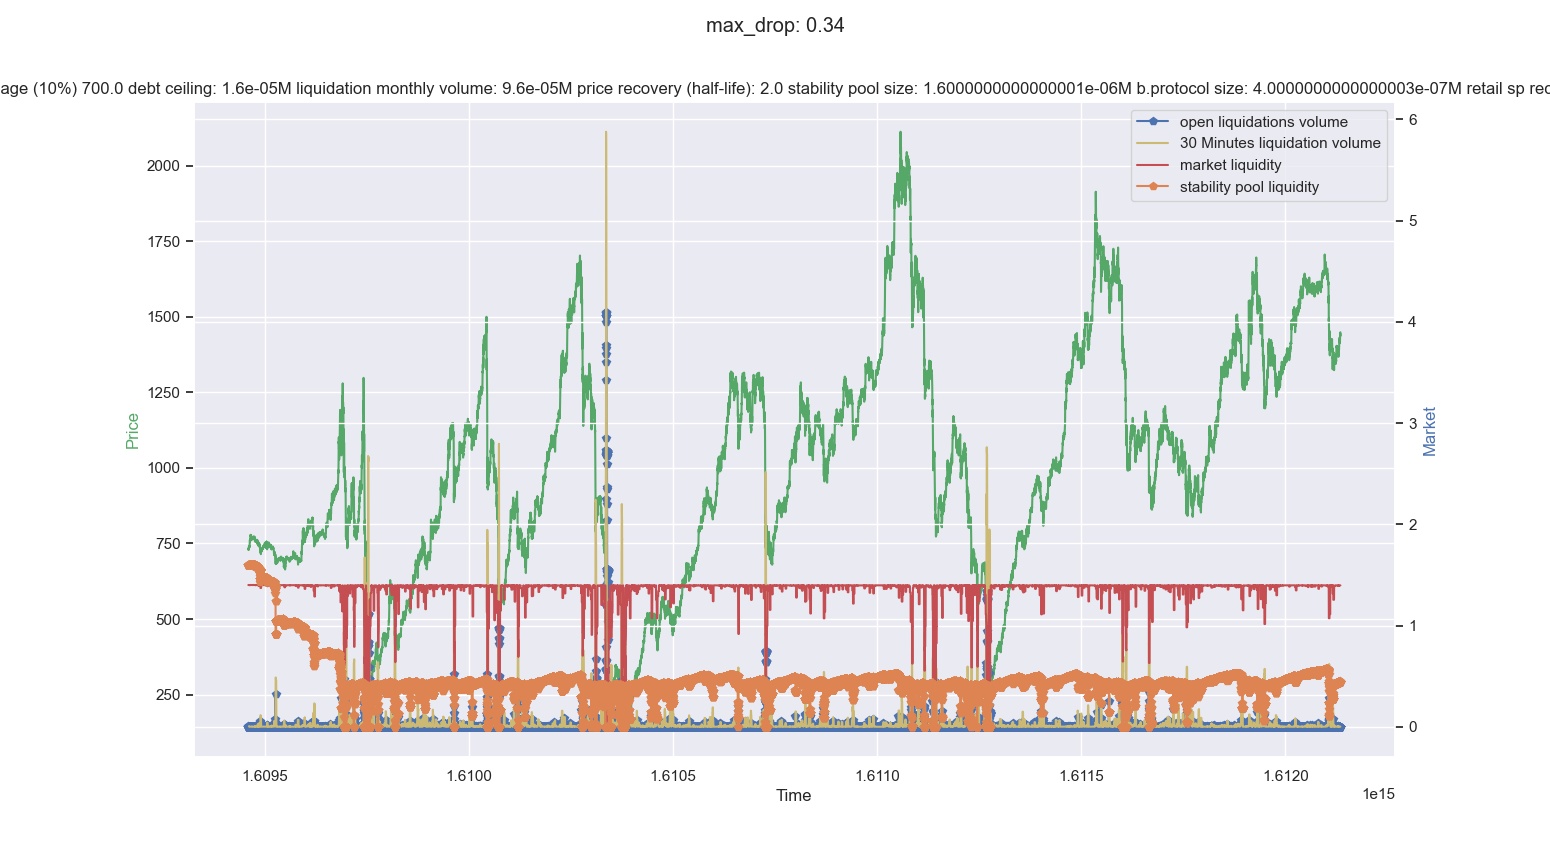 max_drop: 0.34
age (10%) 700.0 debt ceiling: 1.6e-05M liquidation monthly volume: 9.6e-05M price recovery (half-life): 2.0 stability pool size: 1.6000000000000001e-06M b.protocol size: 4.0000000000000003e-07M retail sp rec
open liquidations volume
30 Minutes liquidation volume
market liquidity
stability pool liquidity
2000
1750
1500
1250
1000
750
500
250
Price
6
5
4
3
2
1
0
Market
1.6095 1.6100 1.6105 1.6110 1.6115 1.6120
Time
1e15